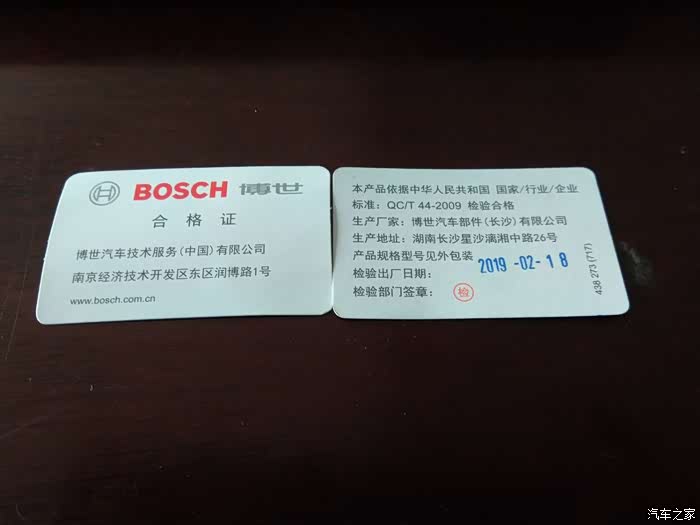 BOSCH 博世
合格证
博世汽车技术服务(中国)有限公司
南京经济技术开发区东区润博路1号
www.bosch.com.cn
本产品依据中华人民共和国 国家/行业/企业
标准：QC/T 44-2009 检验合格
生产厂家：博世汽车部件(长沙)有限公司
生产地址：湖南长沙星沙漓湘中路26号
产品规格型号见外包装
检验出厂日期：2019-02-18
检验部门签章：检
438 273 (717)
汽车之家